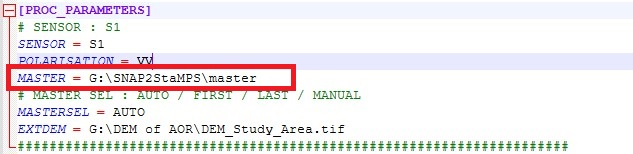 [PROC_PARAMETERS]
# SENSOR : S1
SENSOR = S1
POLARISATION = VV
MASTER = G:\SNAP2StaMPS\master
# MASTER SEL : AUTO / FIRST / LAST / MANUAL
MASTERSEL = AUTO
EXTDEM = G:\DEM of AOR\DEM_Study_Area.tif
######################################################################